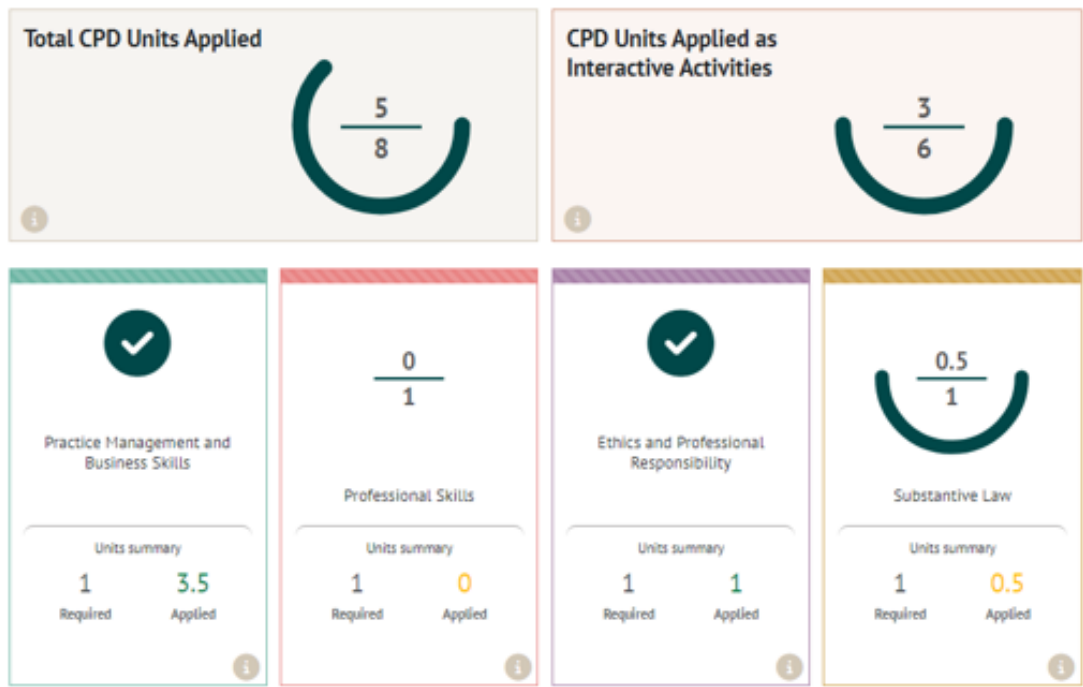 Total CPD Units Applied
5
8
CPD Units Applied as
Interactive Activities
3
6
Practice Management and
Business Skills
Units summary
1
3.5
Required
Applied
0
1
Professional Skills
Units summary
1
0
Required
Applied
Ethics and Professional
Responsibility
Units summary
1
1
Required
Applied
0.5
1
Substantive Law
Units summary
1
0.5
Required
Applied